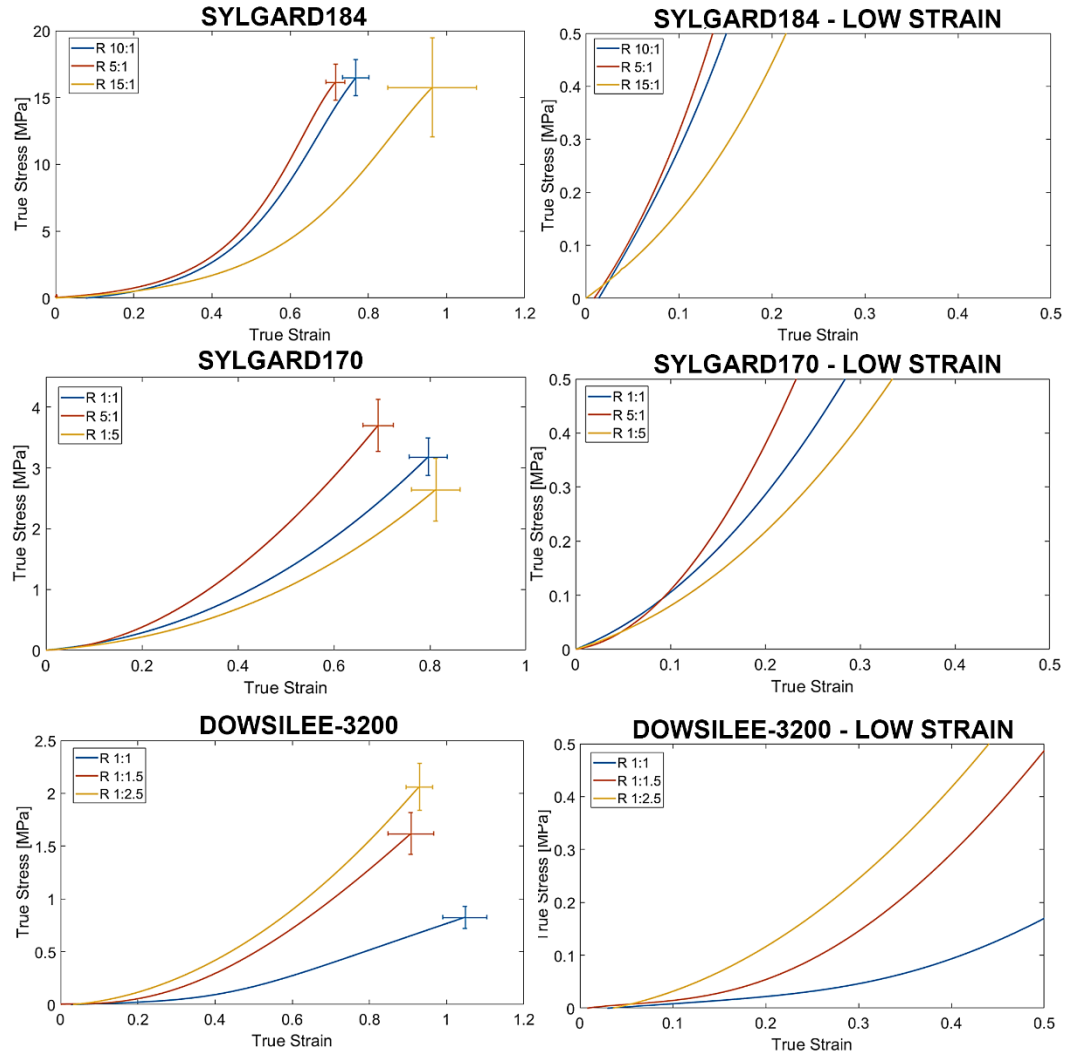 SYLGARD184
20
15
10
5
0
R 10:1
R 5:1
R 15:1
True Stress [MPa]
0 0.2 0.4 0.6 0.8 1 1.2
True Strain
SYLGARD184 - LOW STRAIN
0.5
0.4
0.3
0.2
0.1
0
R 10:1
R 5:1
R 15:1
True Stress [MPa]
0 0.1 0.2 0.3 0.4 0.5
True Strain
SYLGARD170
4
3
2
1
0
R 1:1
R 5:1
R 1:5
True Stress [MPa]
0 0.2 0.4 0.6 0.8 1
True Strain
SYLGARD170 - LOW STRAIN
0.5
0.4
0.3
0.2
0.1
0
R 1:1
R 5:1
R 1:5
True Stress [MPa]
0 0.1 0.2 0.3 0.4 0.5
True Strain
DOWSILEE-3200
2.5
2
1.5
1
0.5
0
R 1:1
R 1:1.5
R 1:2.5
True Stress [MPa]
0 0.2 0.4 0.6 0.8 1 1.2
True Strain
DOWSILEE-3200 - LOW STRAIN
0.5
0.4
0.3
0.2
0.1
0
R 1:1
R 1:1.5
R 1:2.5
True Stress [MPa]
0 0.1 0.2 0.3 0.4 0.5
True Strain